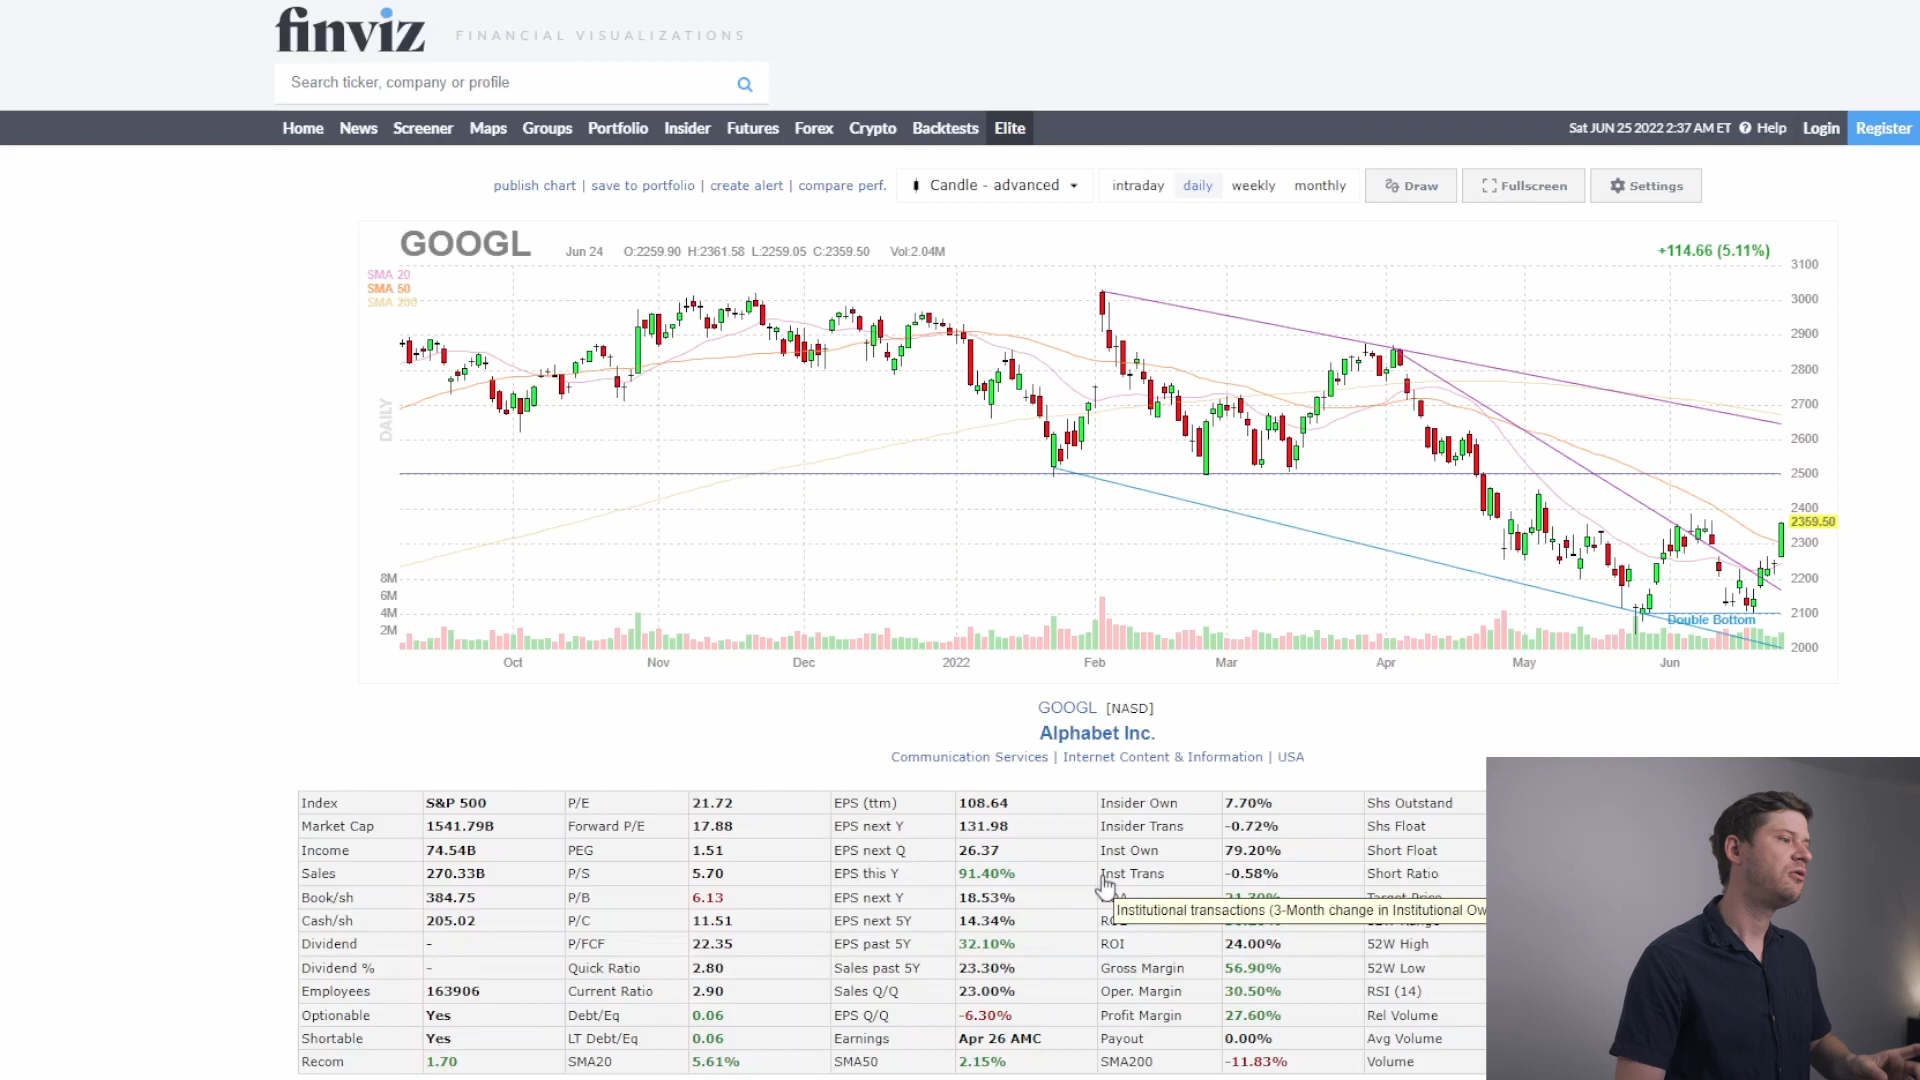 finviz FINANCIAL VISUALIZATIONS
Search ticker, company or profile
Home News Screener Maps Groups Portfolio Insider Futures Forex Crypto Backtests Elite Sat JUN 25 2022 2:37 AM ET Help Login Register
publish chart | save to portfolio | create alert | compare perf. Candle - advanced intraday daily weekly monthly Draw Fullscreen Settings
GOOGL Jun 24 O:2259.90 H:2361.58 L:2259.05 C:2359.50 Vol:2.04M +114.66 (5.11%)
SMA 20
SMA 50
SMA 200
DAILY
3100
3000
2900
2800
2700
2600
2500
2400
2359.50
2300
2200
2100
2000
8M
6M
4M
2M
Double Bottom
Oct Nov Dec 2022 Feb Mar Apr May Jun
GOOGL [NASD]
Alphabet Inc.
Communication Services | Internet Content & Information | USA
Index S&P 500 P/E 21.72 EPS (ttm) 108.64 Insider Own 7.70% Shs Outstand
Market Cap 1541.79B Forward P/E 17.88 EPS next Y 131.98 Insider Trans -0.72% Shs Float
Income 74.54B PEG 1.51 EPS next Q 26.37 Inst Own 79.20% Short Float
Sales 270.33B P/S 5.70 EPS this Y 91.40% Inst Trans -0.58% Short Ratio
Book/sh 384.75 P/B 6.13 EPS next Y 18.53% Target Price
Cash/sh 205.02 P/C 11.51 EPS next 5Y 14.34%
Institutional transactions (3-Month change in Institutional Ow
Dividend - P/FCF 22.35 EPS past 5Y 32.10% ROI 24.00% 52W High
Dividend % - Quick Ratio 2.80 Sales past 5Y 23.30% Gross Margin 56.90% 52W Low
Employees 163906 Current Ratio 2.90 Sales Q/Q 23.00% Oper. Margin 30.50% RSI (14)
Optionable Yes Debt/Eq 0.06 EPS Q/Q -6.30% Profit Margin 27.60% Rel Volume
Shortable Yes LT Debt/Eq 0.06 Earnings Apr 26 AMC Payout 0.00% Avg Volume
Recom 1.70 SMA20 5.61% SMA50 2.15% SMA200 -11.83% Volume